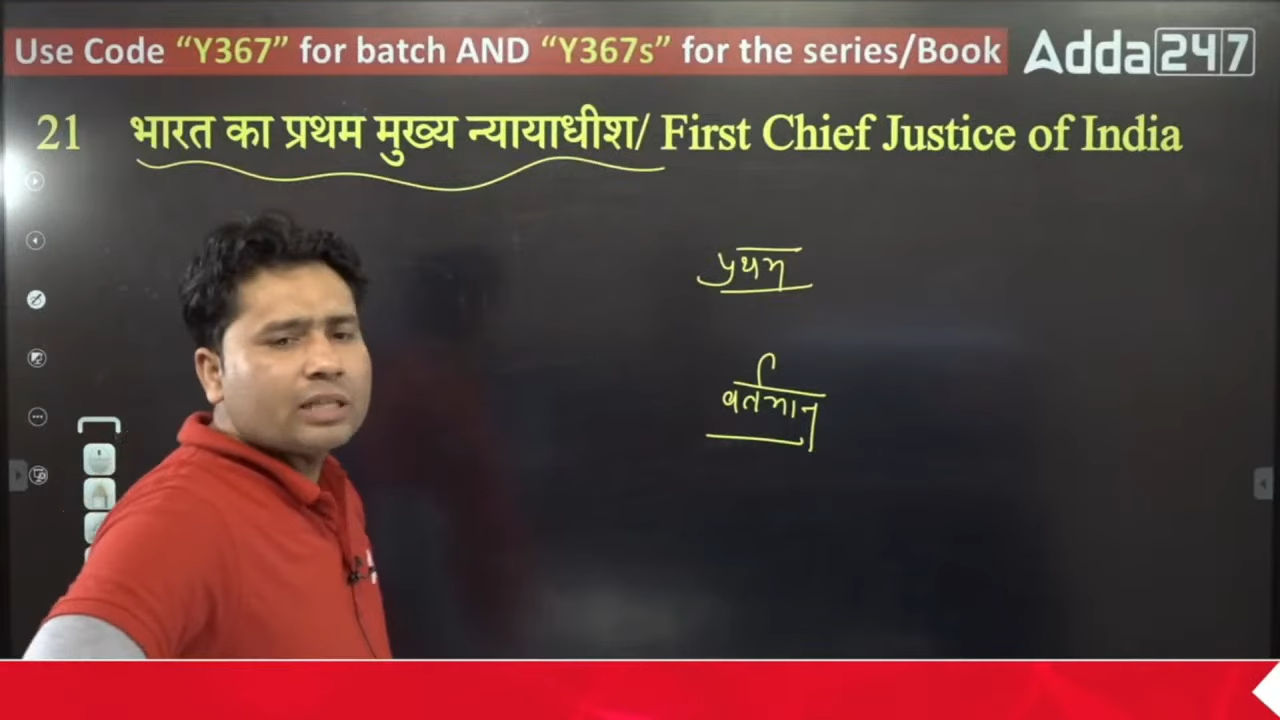 Use Code “Y367” for batch AND “Y367s” for the series/Book
Adda247
21 भारत का प्रथम मुख्य न्यायाधीश/ First Chief Justice of India
प्रथम
वर्तमान